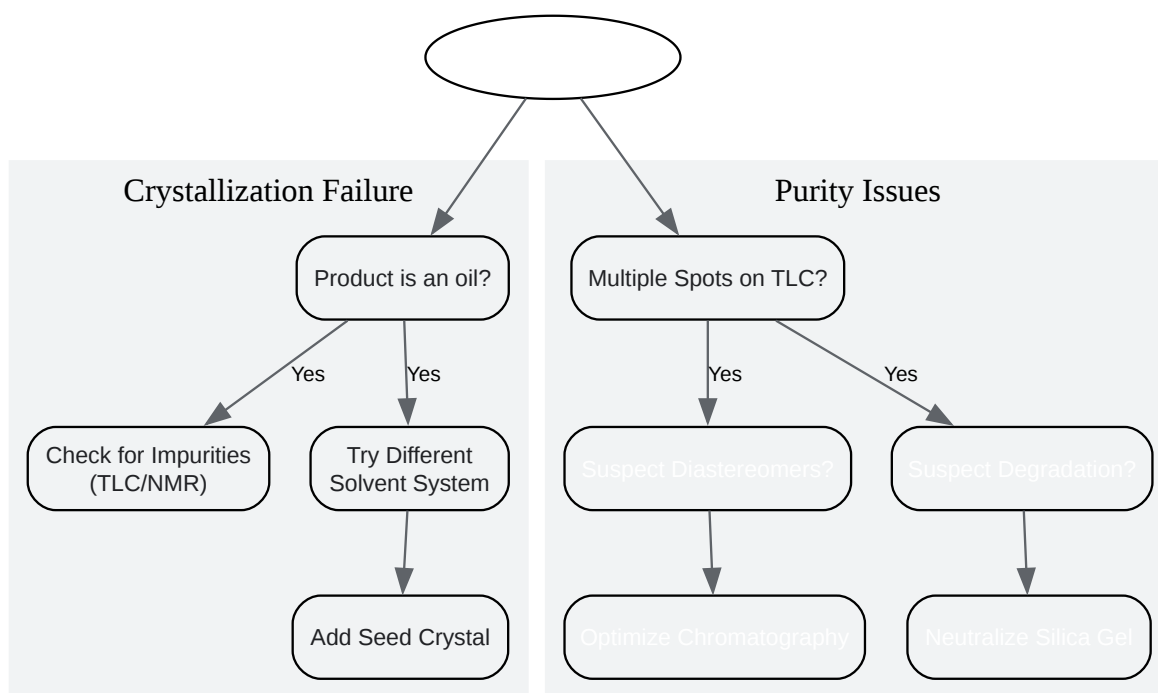 Crystallization Failure
Purity Issues
Product is an oil?
Multiple Spots on TLC?
Yes
Yes
Yes
Yes
Check for Impurities
(TLC/NMR)
Try Different
Solvent System
Suspect Diastereomers?
Suspect Degradation?
Add Seed Crystal
Optimize Chromatography
Neutralize Silica Gel